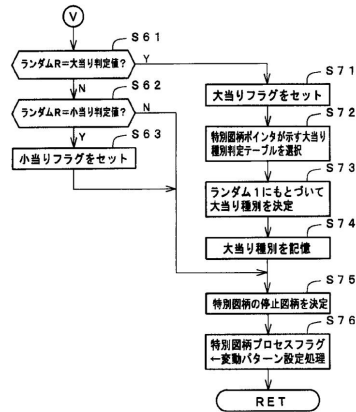 V
S61
ランダムR=大当り判定値?
Y
N
S62
ランダムR=小当り判定値?
N
Y
S63
小当りフラグをセット
S71
大当りフラグをセット
S72
特別図柄ポインタが示す大当り
種別判定テーブルを選択
S73
ランダム1にもとづいて
大当り種別を決定
S74
大当り種別を記憶
S75
特別図柄の停止図柄を決定
S76
特別図柄プロセスフラグ
←変動パターン設定処理
RET